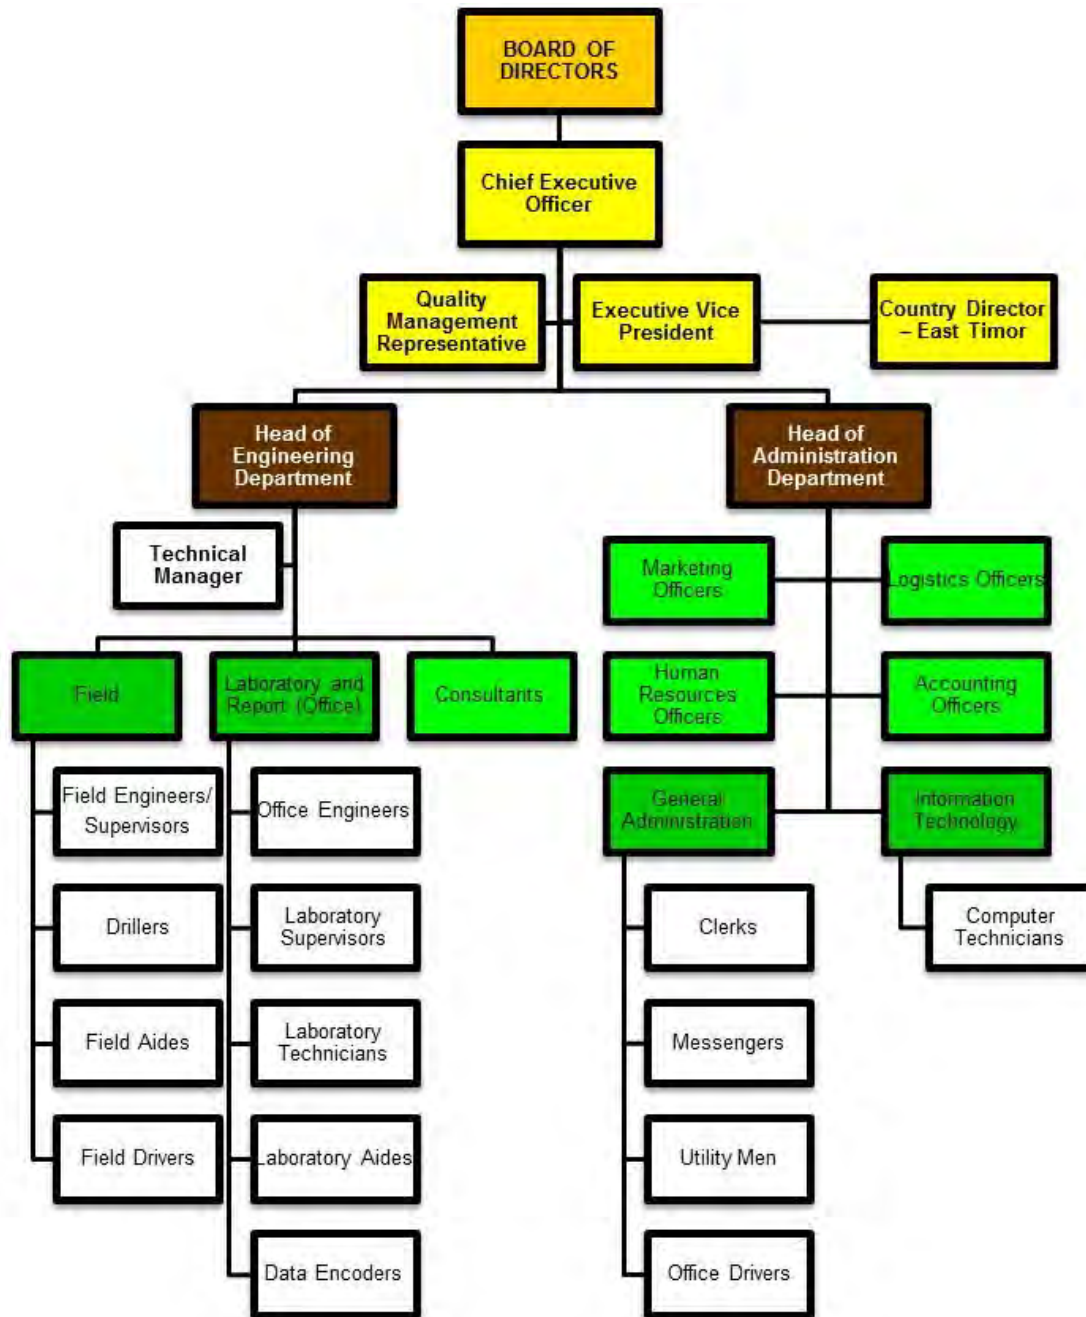 BOARD OF
DIRECTORS
Chief Executive
Officer
Quality
Management
Representative
Executive Vice
President
Country Director
– East Timor
Head of
Engineering
Department
Head of
Administration
Department
Technical
Manager
Marketing
Officers
Logistics Officers
Field
Laboratory and
Report (Office)
Consultants
Human
Resources
Officers
Accounting
Officers
Field Engineers/
Supervisors
Office Engineers
General
Administration
Information
Technology
Drillers
Laboratory
Supervisors
Clerks
Computer
Technicians
Field Aides
Laboratory
Technicians
Messengers
Field Drivers
Laboratory Aides
Utility Men
Data Encoders
Office Drivers